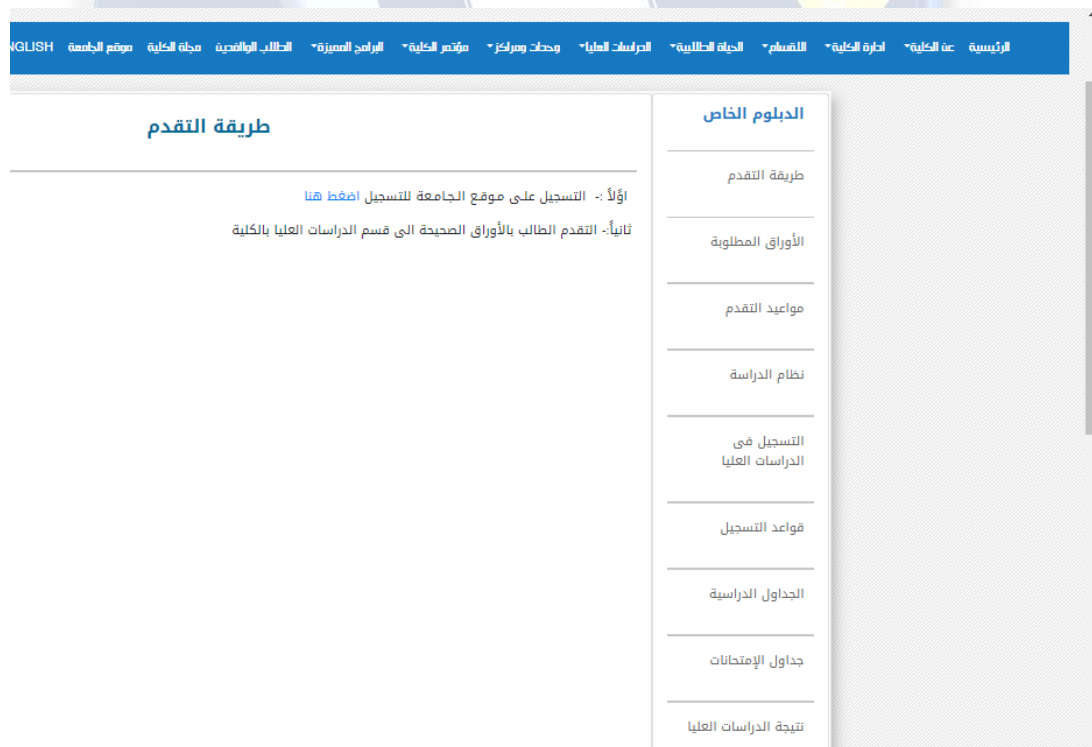 الرئيسية عن الكلية ادارة الكلية الاقسام الحياة الطلابية الدراسات العليا وحدات ومراكز مؤتمر الكلية البرامج المميزة الطلاب الوافدين مجلة الكلية موقع الجامعة NGLISH
الدبلوم الخاص
طريقة التقدم
الأوراق المطلوبة
مواعيد التقدم
نظام الدراسة
التسجيل فى
الدراسات العليا
قواعد التسجيل
الجداول الدراسية
جداول الإمتحانات
نتيجة الدراسات العليا
طريقة التقدم
اؤلاً :- التسجيل على موقع الجامعة للتسجيل اضغط هنا
ثانيأ:- التقدم الطالب بالأوراق الصحيحة الى قسم الدراسات العليا بالكلية